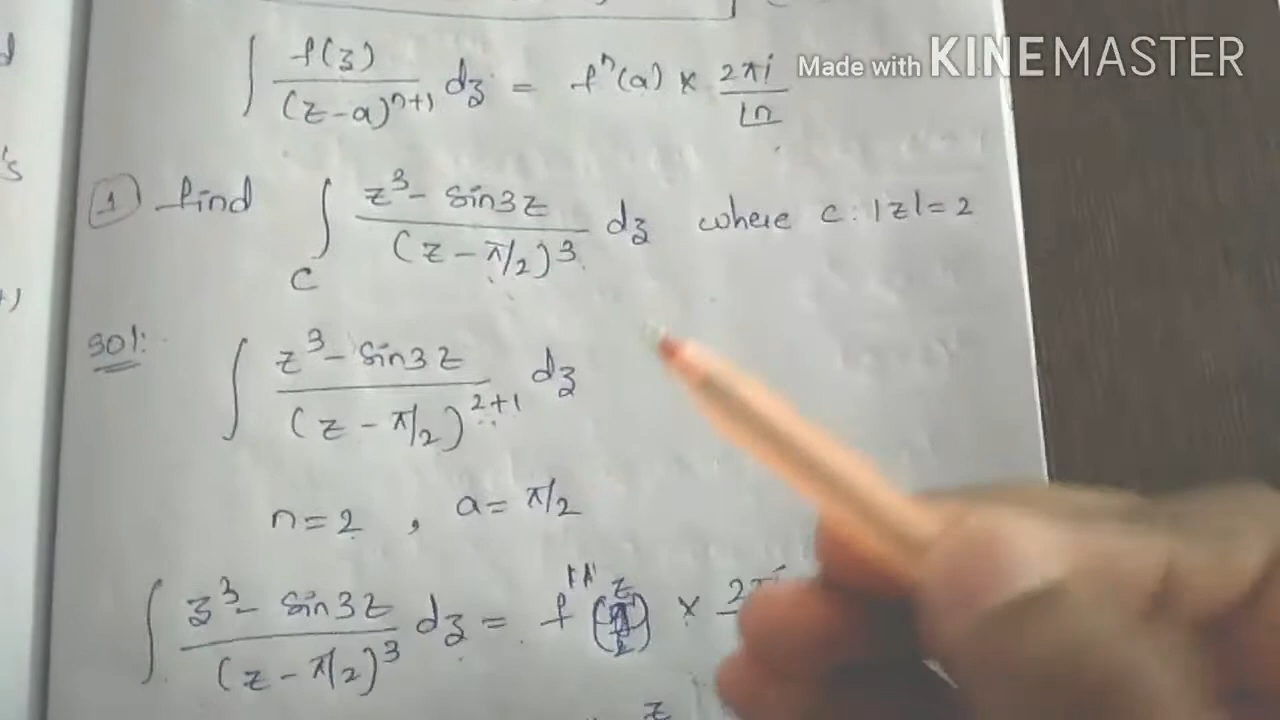 ∫ f(z) / (z-a)^(n+1) dz = f^n(a) × 2πi / ⌊n
Made with KINEMASTER
① find ∫_C z³ - sin3z / (z - π/2)³ dz where c: |z| = 2
Sol:
∫ z³ - sin3z / (z - π/2)^(2+1) dz
n = 2 , a = π/2
∫ z³ - sin3z / (z - π/2)³ dz = f'' × 2πi
z